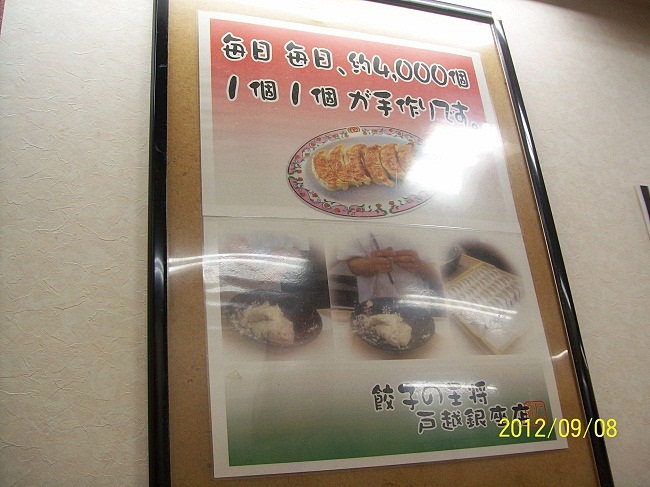 毎日 毎日、約4,000個
1個1個が手作りです。
餃子の王将
戸越銀座店
2012/09/08